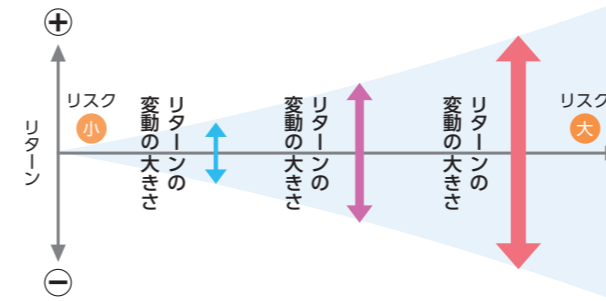 ＋
リスク
小
リターン
リターンの
変動の大きさ
リターンの
変動の大きさ
リターンの
変動の大きさ
リスク
大
－